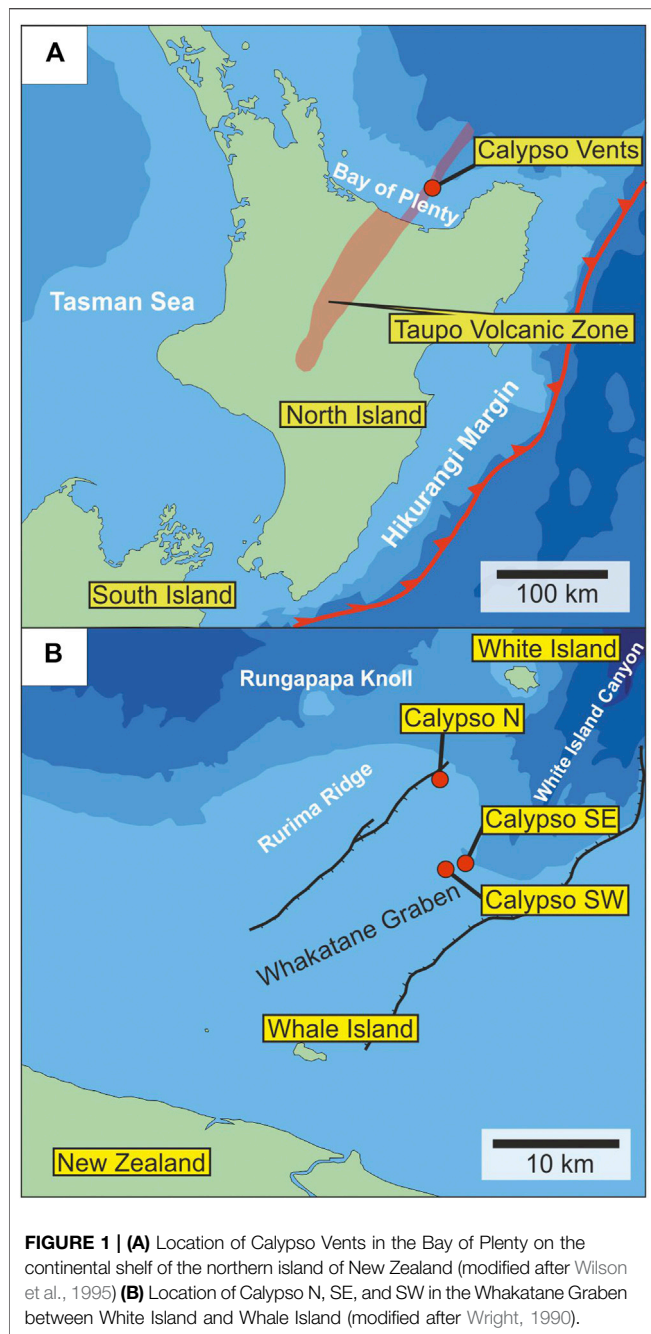 A
Calypso Vents
Bay of Plenty
Tasman Sea
Taupo Volcanic Zone
North Island
Hikurangi Margin
South Island
100 km
B
White Island
Rungapapa Knoll
White Island Canyon
Calypso N
Rurima Ridge
Calypso SE
Calypso SW
Whakatane Graben
Whale Island
New Zealand
10 km
FIGURE 1 | (A) Location of Calypso Vents in the Bay of Plenty on the
continental shelf of the northern island of New Zealand (modified after Wilson
et al., 1995) (B) Location of Calypso N, SE, and SW in the Whakatane Graben
between White Island and Whale Island (modified after Wright, 1990).